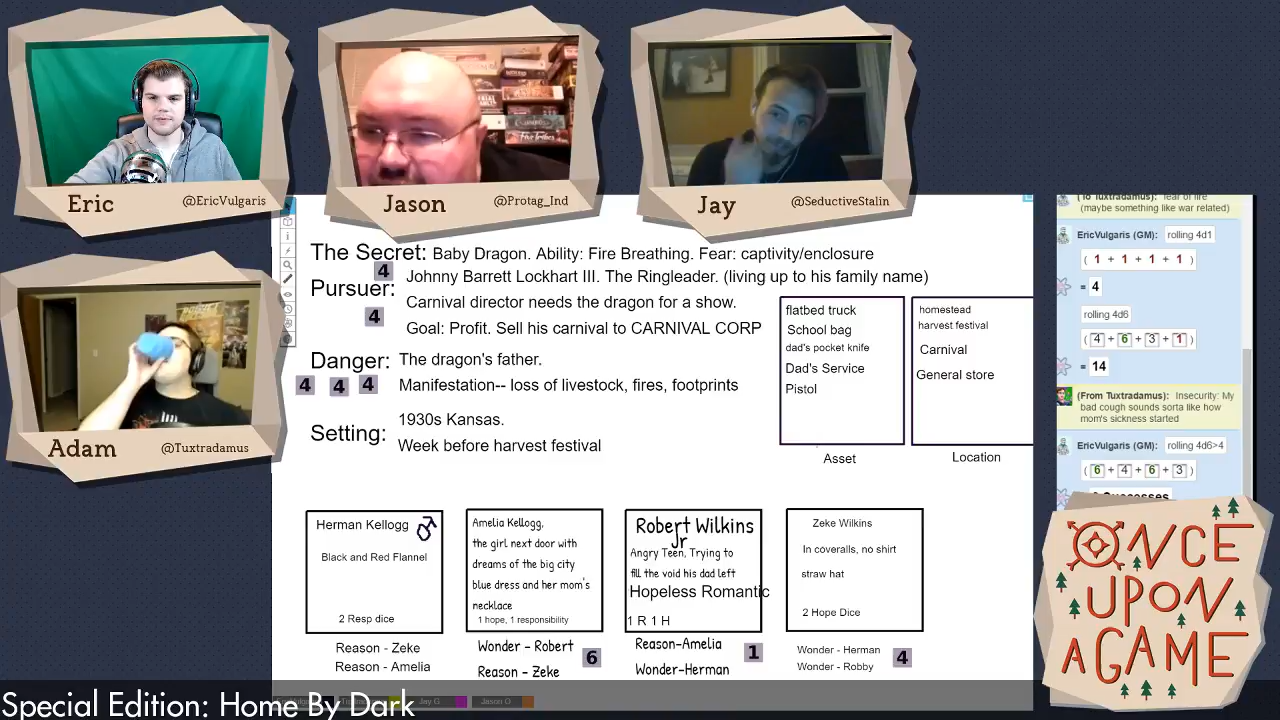 Eric
@EricVulgaris
Jason
@Protag_Ind
Jay
@SeductiveStalin
Adam
@Tuxtradamus
The Secret: Baby Dragon. Ability: Fire Breathing. Fear: captivity/enclosure
4
Pursuer: Johnny Barrett Lockhart III. The Ringleader. (living up to his family name)
4
Carnival director needs the dragon for a show.
Goal: Profit. Sell his carnival to CARNIVAL CORP
Danger: The dragon's father.
4 4 4
Manifestation-- loss of livestock, fires, footprints
Setting: 1930s Kansas.
Week before harvest festival
flatbed truck
School bag
dad's pocket knife
Dad's Service
Pistol
Asset
homestead
harvest festival
Carnival
General store
Location
Herman Kellogg
Black and Red Flannel
2 Resp dice
Reason - Zeke
Reason - Amelia
Amelia Kellogg,
the girl next door with
dreams of the big city
blue dress and her mom's
necklace
1 hope, 1 responsibility
Wonder - Robert
Reason - Zeke
6
Robert Wilkins
Jr
Angry Teen, Trying to
fill the void his dad left
Hopeless Romantic
1 R 1 H
Reason-Amelia
Wonder-Herman
1
Zeke Wilkins
In coveralls, no shirt
straw hat
2 Hope Dice
Wonder - Herman
Wonder - Robby
4
(To Tuxtradamus): fear of fire
(maybe something like war related)
EricVulgaris (GM): rolling 4d1
( 1 + 1 + 1 + 1 )
= 4
rolling 4d6
( 4 + 6 + 3 + 1 )
= 14
(From Tuxtradamus): Insecurity: My
bad cough sounds sorta like how
mom's sickness started
EricVulgaris (GM): rolling 4d6>4
( 6 + 4 + 6 + 3 )
Successes
ONCE
UPON
A GAME
Jay G
Jason O
Special Edition: Home By Dark